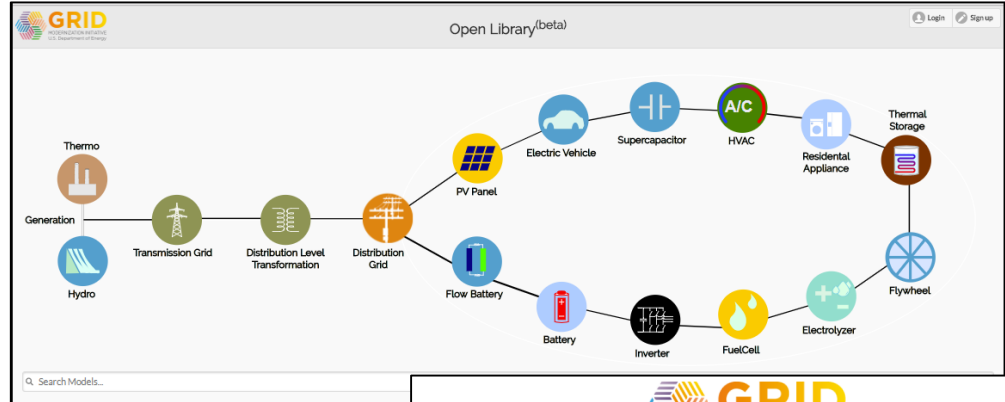 GRID
MODERNIZATION INITIATIVE
U.S. Department of Energy
Open Library(beta)
Login
Sign up
Thermo
Generation
Hydro
Transmission Grid
Distribution Level
Transformation
Distribution
Grid
PV Panel
Electric Vehicle
Supercapacitor
A/C
HVAC
Residental
Appliance
Thermal
Storage
Flow Battery
Battery
Inverter
FuelCell
Electrolyzer
Flywheel
Search Models...
GRID